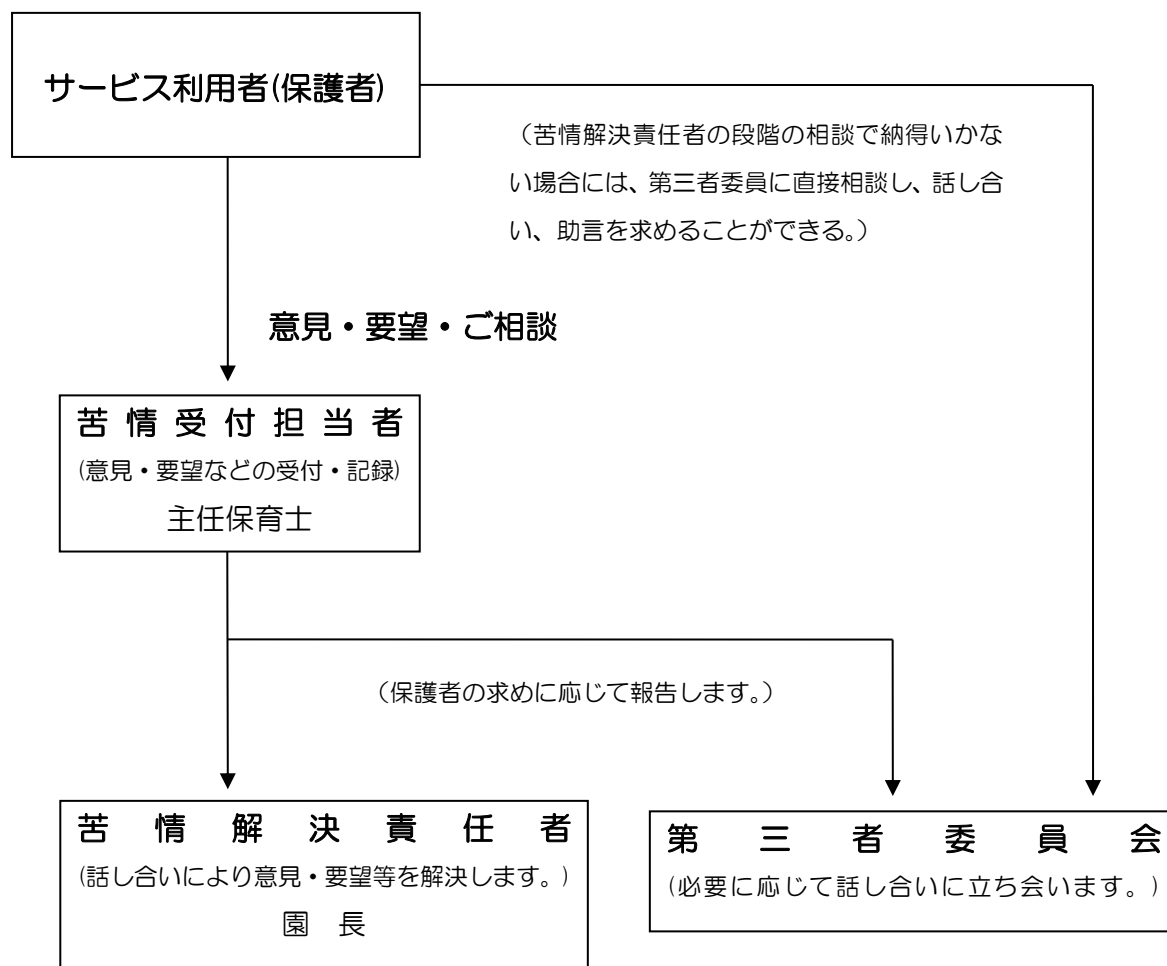 サービス利用者(保護者)
（苦情解決責任者の段階の相談で納得いかな
い場合には、第三者委員に直接相談し、話し合
い、助言を求めることができる。）
意見・要望・ご相談
苦情受付担当者
(意見・要望などの受付・記録)
主任保育士
（保護者の求めに応じて報告します。）
苦情解決責任者
(話し合いにより意見・要望等を解決します。)
園　長
第三者委員会
(必要に応じて話し合いに立ち会います。)